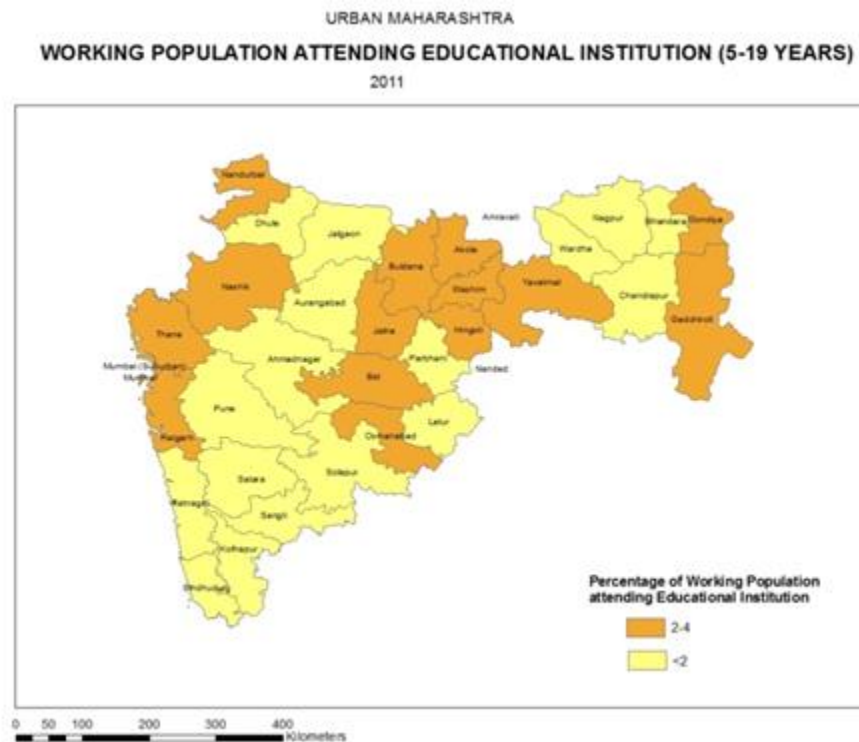 URBAN MAHARASHTRA
WORKING POPULATION ATTENDING EDUCATIONAL INSTITUTION (5-19 YEARS)
2011
Nandurbar
Dhule
Jalgaon
Amravati
Nagpur
Bhandara
Gondiya
Buldana
Akola
Wardha
Nashik
Washim
Yavatmal
Aurangabad
Chandrapur
Thane
Jalna
Hingoli
Gadchiroli
Ahmadnagar
Parbhani
Mumbai (Suburban)
Mumbai
Bid
Nanded
Pune
Raigarh
Osmanabad
Latur
Satara
Solapur
Ratnagiri
Sangli
Kolhapur
Sindhudurg
Percentage of Working Population
attending Educational Institution
2-4
<2
0 50 100 200 300 400
Kilometers